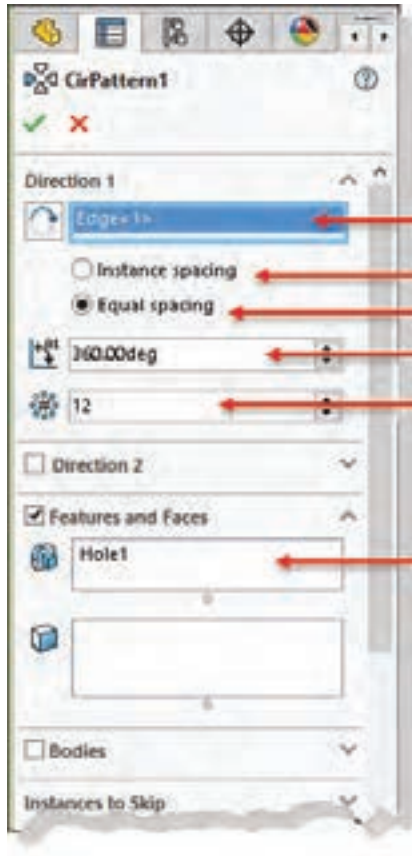 CirPattern1
Direction 1
Edge<1>
Instance spacing
Equal spacing
360.00deg
12
Direction 2
Features and Faces
Hole1
Bodies
Instances to Skip